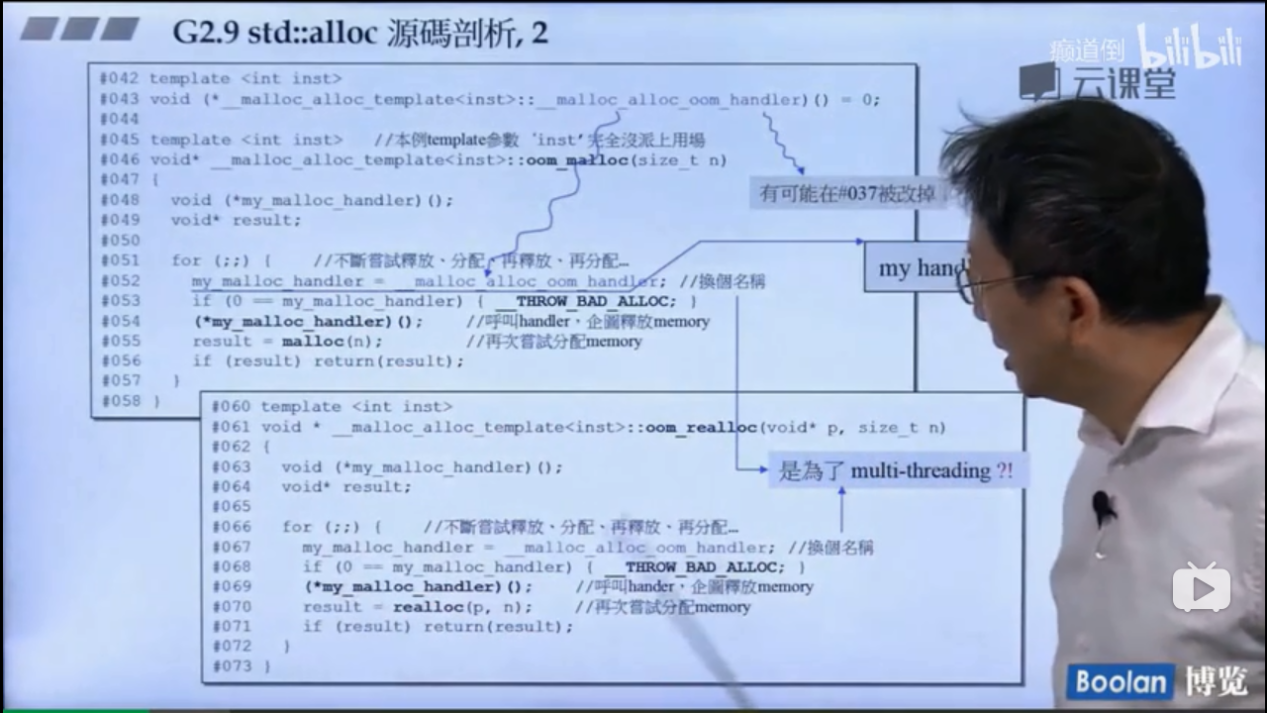 G2.9 std::alloc 源碼剖析, 2
癲道倒 bilibili
云课堂
#042 template <int inst>
#043 void (*__malloc_alloc_template<inst>::__malloc_alloc_oom_handler)() = 0;
#044
#045 template <int inst> //本例template參數‘inst’完全沒派上用場
#046 void* __malloc_alloc_template<inst>::oom_malloc(size_t n)
#047 {
有可能在#037被改掉
#048 void (*my_malloc_handler)();
#049 void* result;
#050
#051 for (;;) { //不斷嘗試釋放、分配、再釋放、再分配…
my hand
#052 my_malloc_handler = __malloc_alloc_oom_handler; //換個名稱
#053 if (0 == my_malloc_handler) { __THROW_BAD_ALLOC; }
#054 (*my_malloc_handler)(); //呼叫handler，企圖釋放memory
#055 result = malloc(n); //再次嘗試分配memory
#056 if (result) return(result);
#057 }
#058 }
#060 template <int inst>
#061 void * __malloc_alloc_template<inst>::oom_realloc(void* p, size_t n)
#062 {
#063 void (*my_malloc_handler)();
是為了 multi-threading ?!
#064 void* result;
#065
#066 for (;;) { //不斷嘗試釋放、分配、再釋放、再分配…
#067 my_malloc_handler = __malloc_alloc_oom_handler; //換個名稱
#068 if (0 == my_malloc_handler) { __THROW_BAD_ALLOC; }
#069 (*my_malloc_handler)(); //呼叫hander，企圖釋放memory
#070 result = realloc(p, n); //再次嘗試分配memory
#071 if (result) return(result);
#072 }
#073 }
Boolan 博览